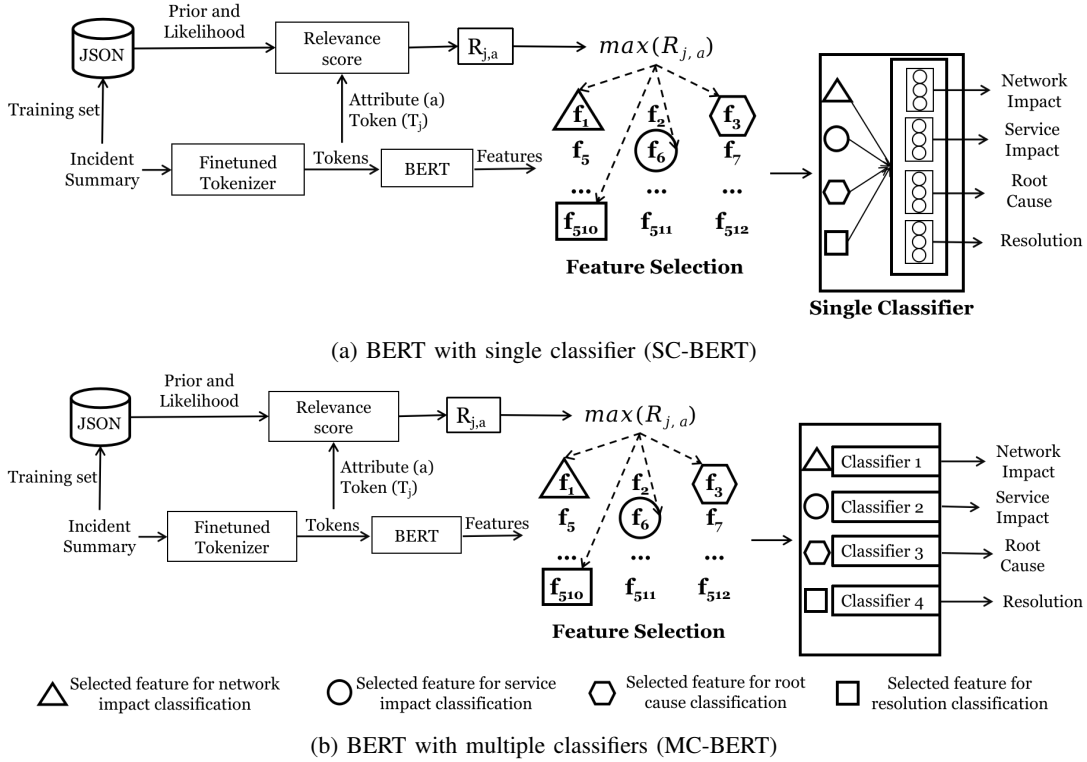 Prior and
Likelihood
JSON
Relevance
score
R_{j,a}
max(R_{j, a})
Training set
Attribute (a)
Token (T_j)
Incident
Summary
Finetuned
Tokenizer
Tokens
BERT
Features
f_1 f_2 f_3
f_5 f_6 f_7
... ... ...
f_510 f_511 f_512
Feature Selection
Network
Impact
Service
Impact
Root
Cause
Resolution
Single Classifier
(a) BERT with single classifier (SC-BERT)
Prior and
Likelihood
JSON
Relevance
score
R_{j,a}
max(R_{j, a})
Training set
Attribute (a)
Token (T_j)
Incident
Summary
Finetuned
Tokenizer
Tokens
BERT
Features
f_1 f_2 f_3
f_5 f_6 f_7
... ... ...
f_510 f_511 f_512
Feature Selection
Classifier 1
Network
Impact
Classifier 2
Service
Impact
Classifier 3
Root
Cause
Classifier 4
Resolution
Selected feature for network
impact classification
Selected feature for service
impact classification
Selected feature for root
cause classification
Selected feature for
resolution classification
(b) BERT with multiple classifiers (MC-BERT)